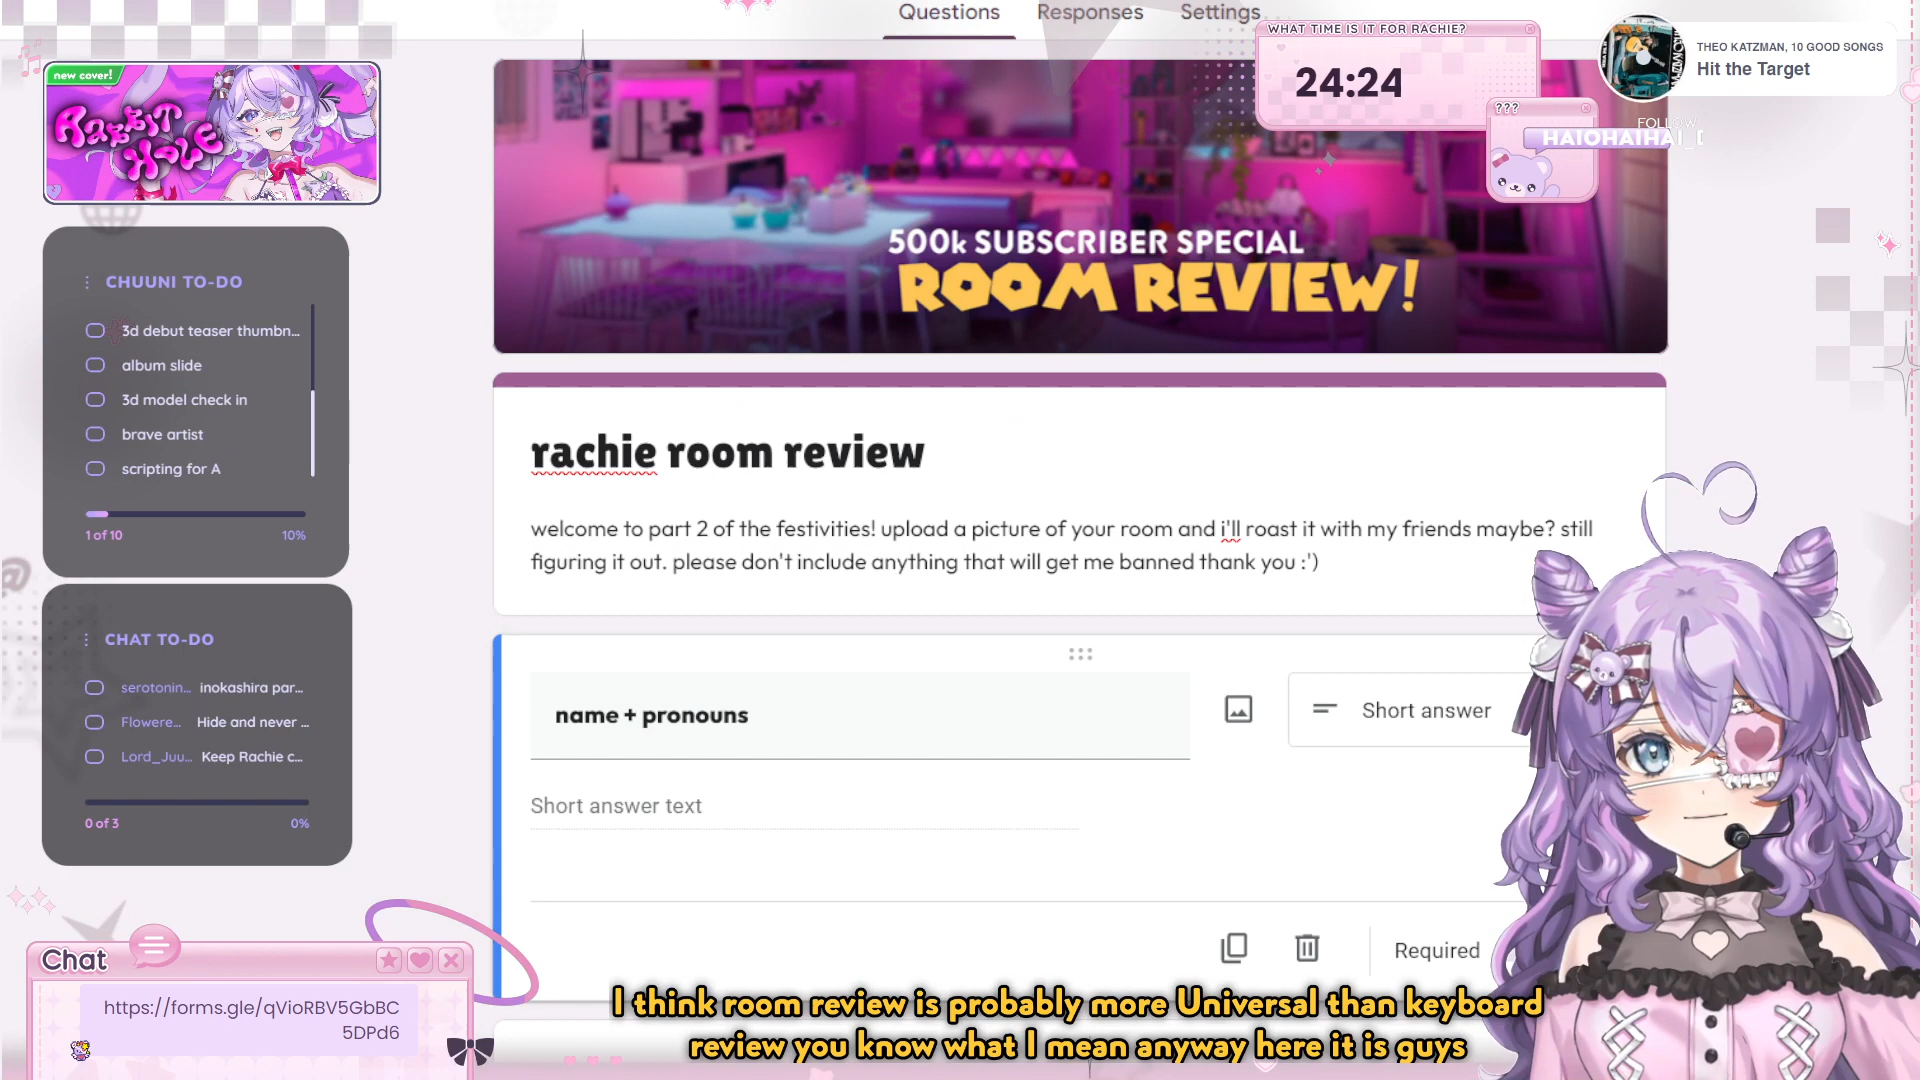 Questions
Responses
Settings
WHAT TIME IS IT FOR RACHIE?
24:24
THEO KATZMAN, 10 GOOD SONGS
Hit the Target
???
FOLLOW
HAIOHAIHAI_
new cover!
RABBIT
HOLE
500k SUBSCRIBER SPECIAL
ROOM REVIEW!
CHUUNI TO-DO
3d debut teaser thumbn...
album slide
3d model check in
brave artist
scripting for A
1 of 10
10%
rachie room review
welcome to part 2 of the festivities! upload a picture of your room and i'll roast it with my friends maybe? still
figuring it out. please don't include anything that will get me banned thank you :')
CHAT TO-DO
serotonin... inokashira par...
Flowere... Hide and never ...
Lord_Juu... Keep Rachie c...
0 of 3
0%
name + pronouns
Short answer
Short answer text
Required
Chat
https://forms.gle/qVioRBV5GbBC
5DPd6
I think room review is probably more Universal than keyboard
review you know what I mean anyway here it is guys